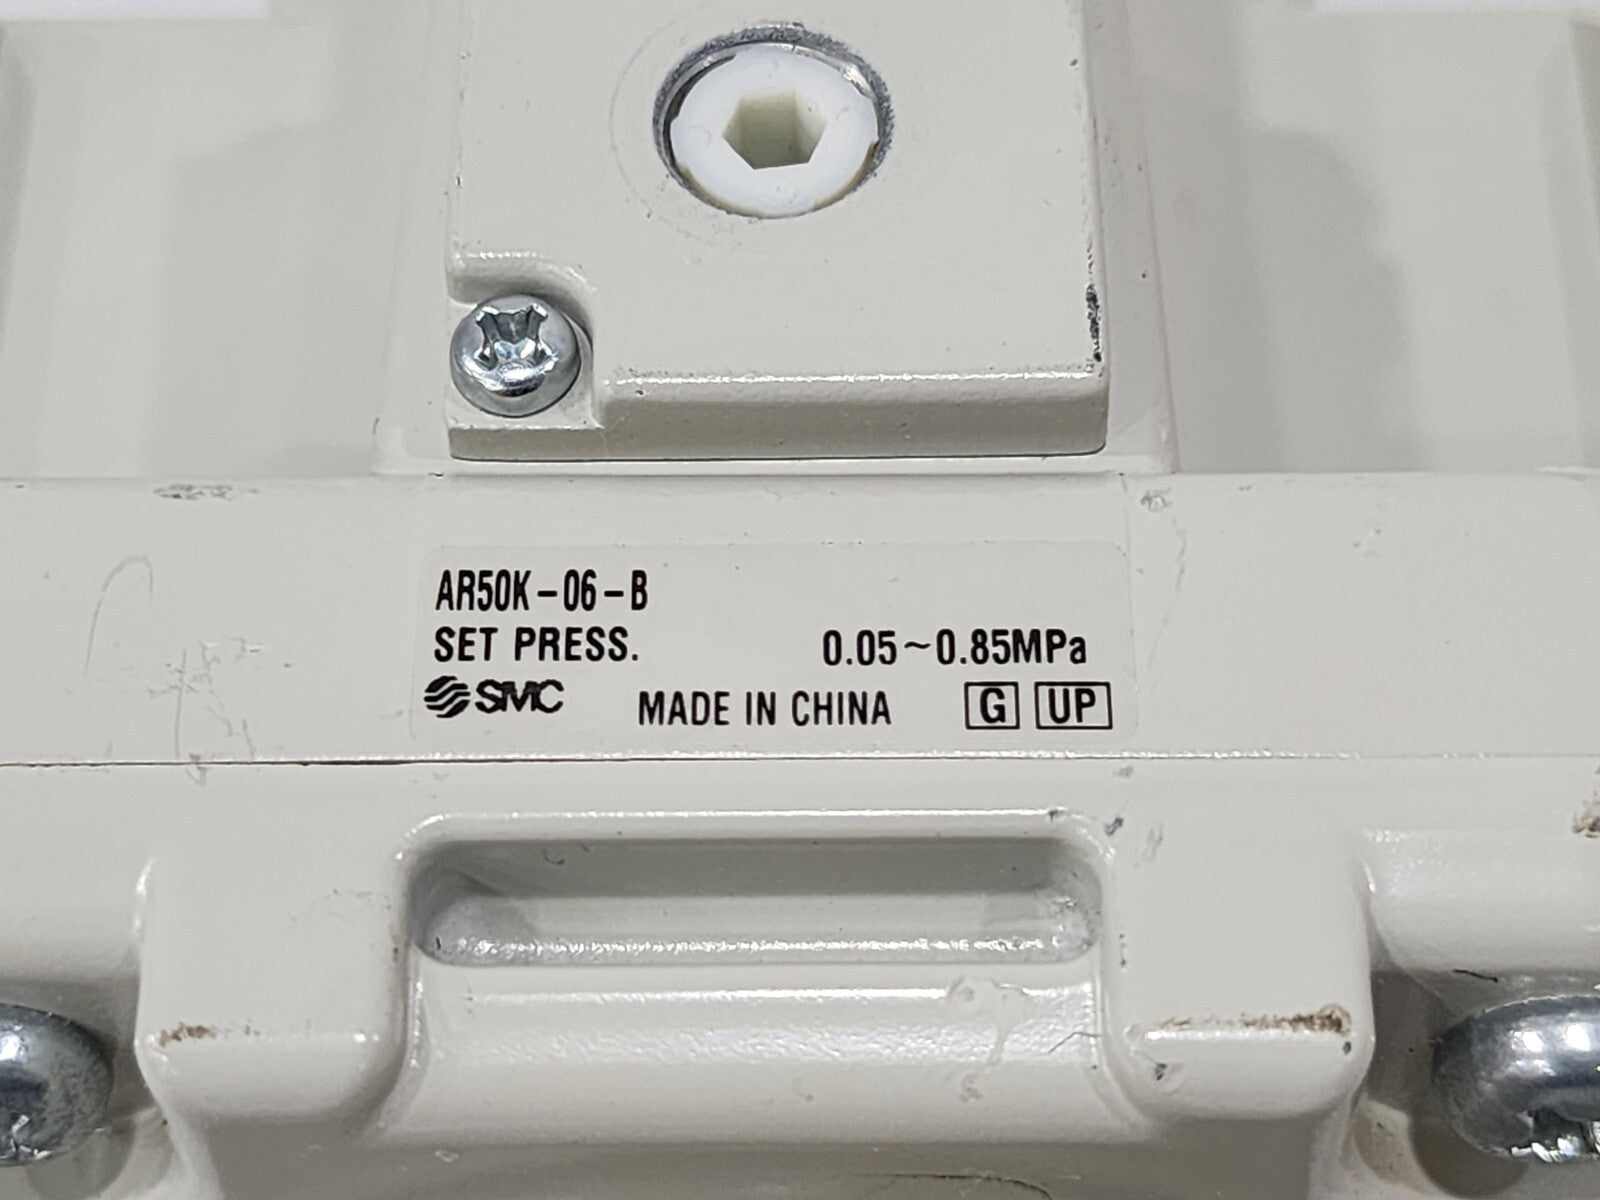 AR50K-06-B
SET PRESS. 0.05~0.85MPa
SMC MADE IN CHINA G UP